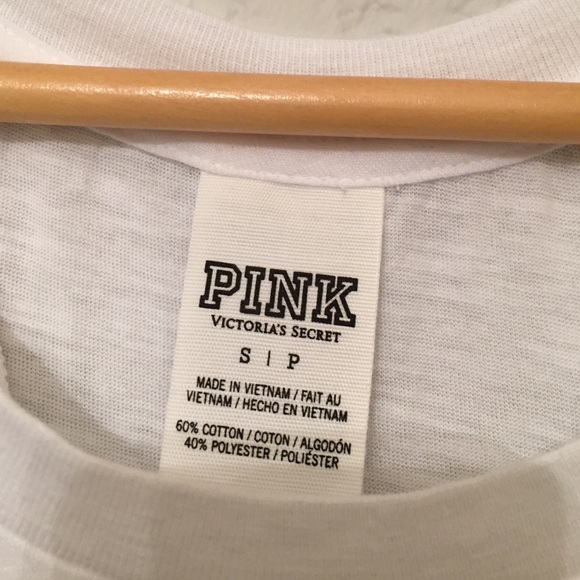 PINK
VICTORIA'S SECRET
S | P
MADE IN VIETNAM / FAIT AU
VIETNAM / HECHO EN VIETNAM
60% COTTON / COTON / ALGODÓN
40% POLYESTER / POLIÉSTER